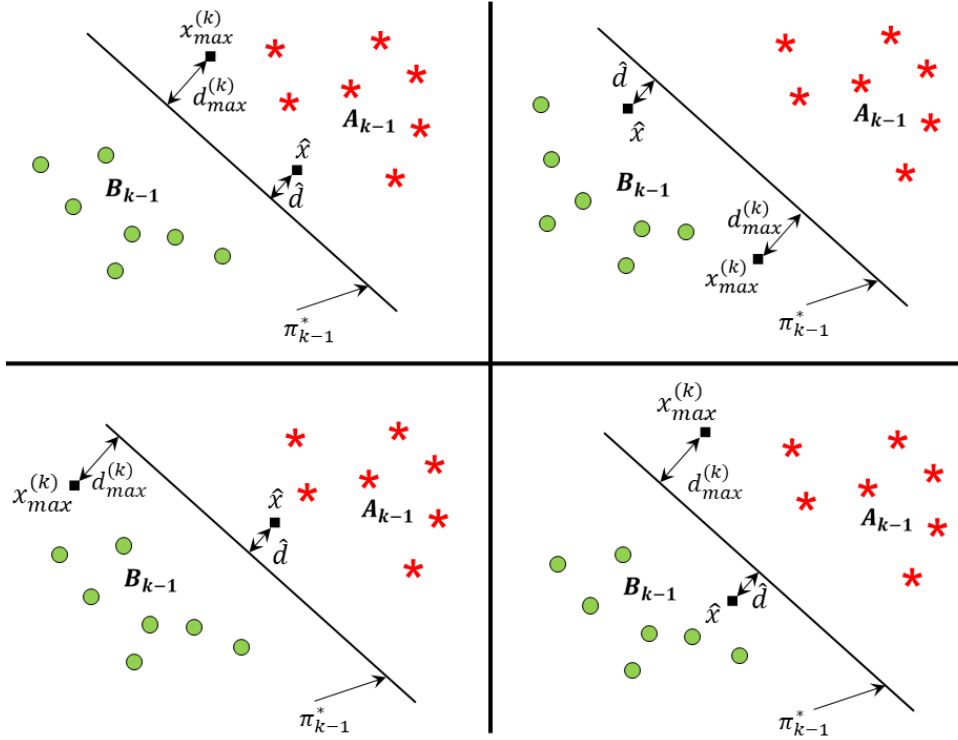 x_{max}^{(k)}
d_{max}^{(k)}
A_{k-1}
x̂
d̂
B_{k-1}
π_{k-1}^{*}
d̂
x̂
A_{k-1}
B_{k-1}
d_{max}^{(k)}
x_{max}^{(k)}
π_{k-1}^{*}
x_{max}^{(k)}
d_{max}^{(k)}
x̂
A_{k-1}
d̂
B_{k-1}
π_{k-1}^{*}
x_{max}^{(k)}
d_{max}^{(k)}
A_{k-1}
B_{k-1}
x̂
d̂
π_{k-1}^{*}